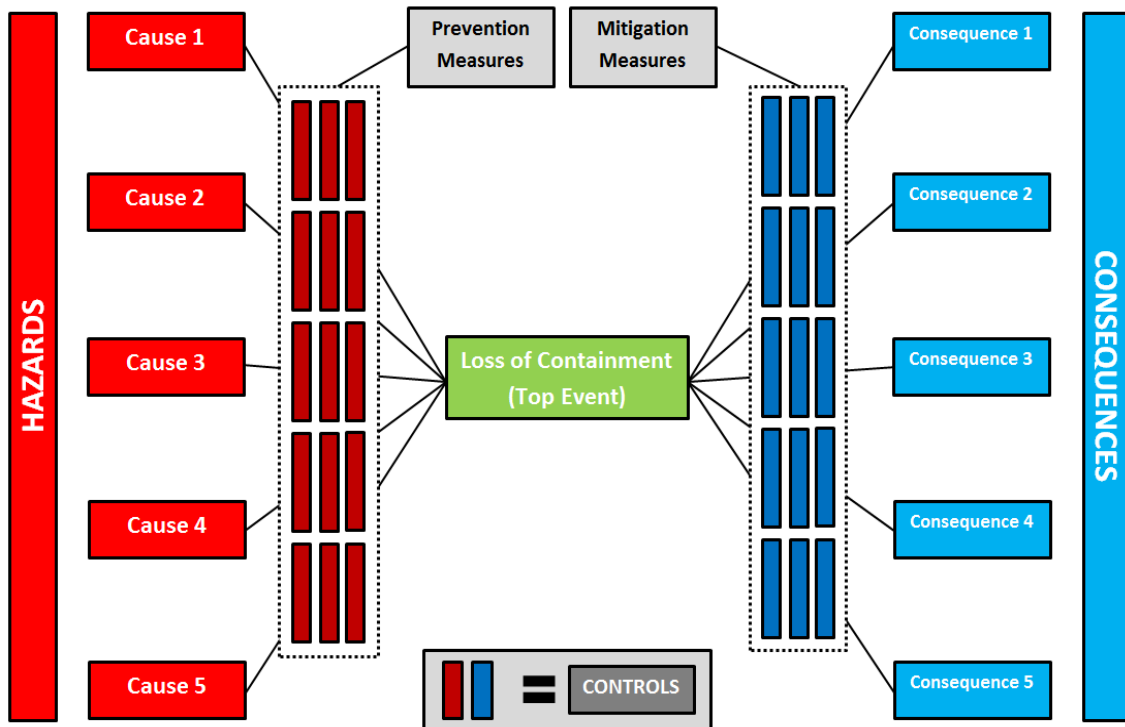 HAZARDS
Cause 1
Cause 2
Cause 3
Cause 4
Cause 5
Prevention
Measures
Mitigation
Measures
Loss of Containment
(Top Event)
=
CONTROLS
Consequence 1
Consequence 2
Consequence 3
Consequence 4
Consequence 5
CONSEQUENCES